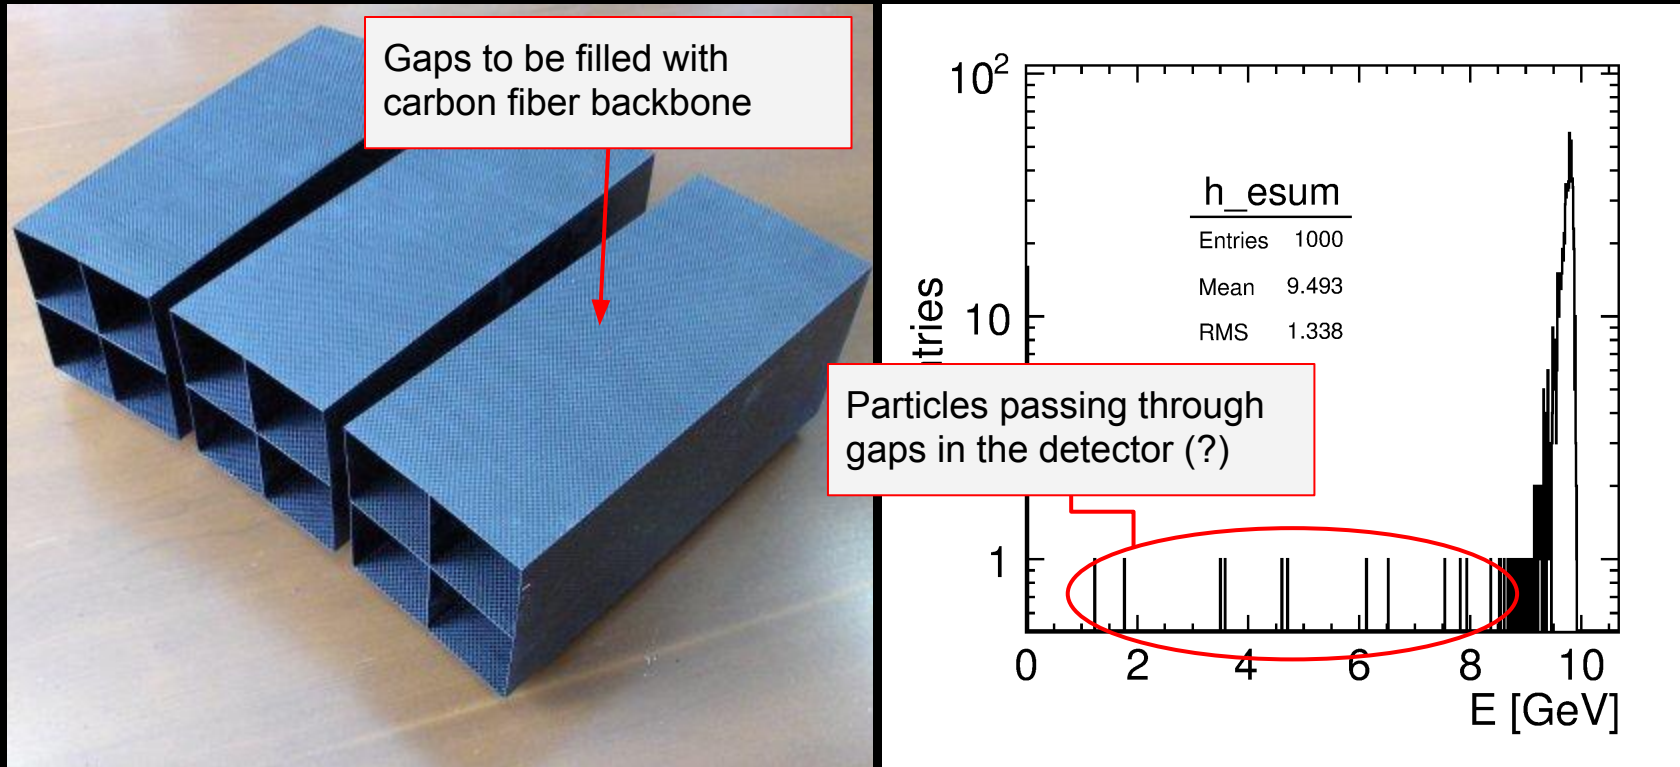 Gaps to be filled with
carbon fiber backbone
10²
h_esum
Entries 1000
Mean 9.493
RMS 1.338
10
tries
Particles passing through
gaps in the detector (?)
1
0 2 4 6 8 10
E [GeV]